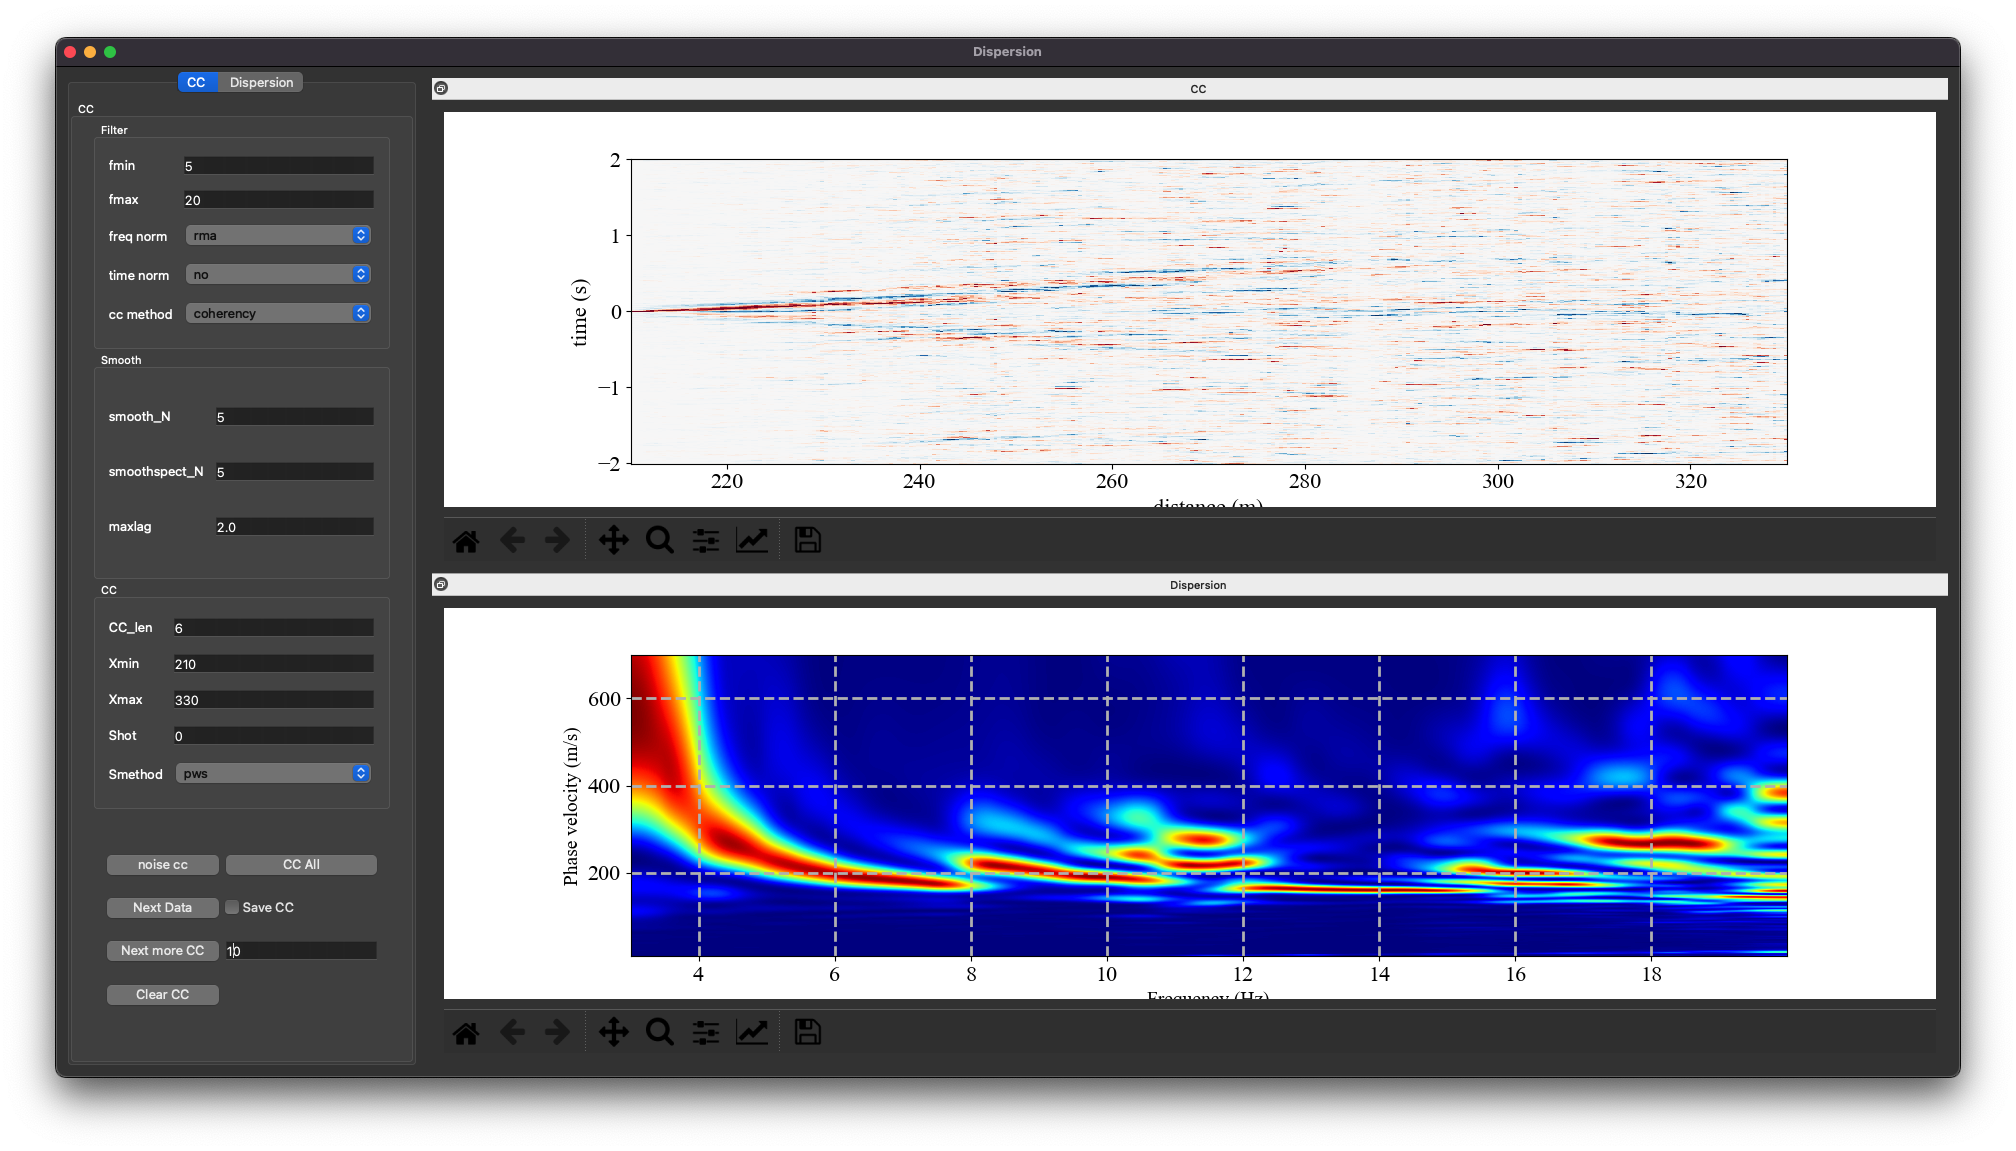 Dispersion
CC
Dispersion
CC
Filter
fmin
5
fmax
20
freq norm
rma
time norm
no
cc method
coherency
Smooth
smooth_N
5
smoothspect_N
5
maxlag
2.0
CC
CC_len
6
Xmin
210
Xmax
330
Shot
0
Smethod
pws
noise cc
CC All
Next Data
Save CC
Next more CC
10
Clear CC
CC
time (s)
2
1
0
−1
−2
220 240 260 280 300 320
distance (m)
Dispersion
Phase velocity (m/s)
600
400
200
4 6 8 10 12 14 16 18
Frequency (Hz)